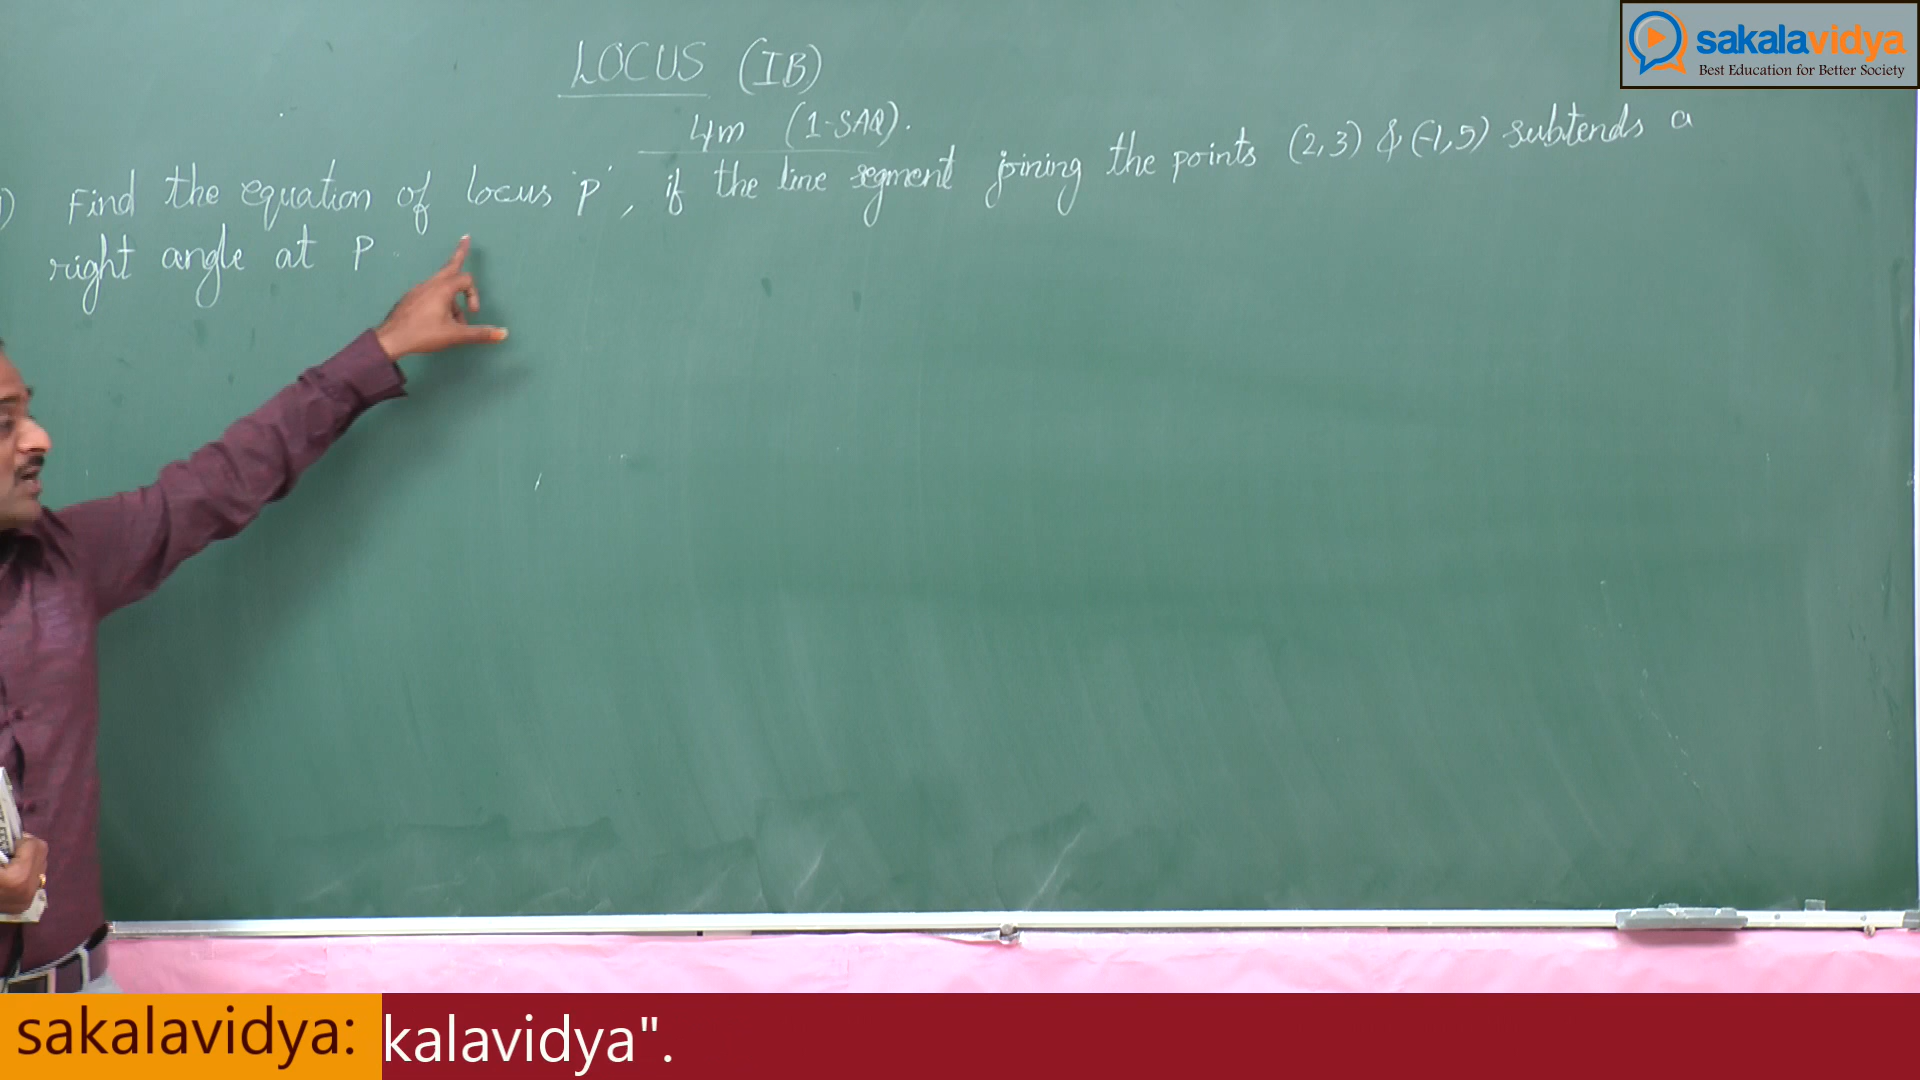 sakalavidya
Best Education for Better Society
LOCUS (IB)
4m (1-SAQ).
1) Find the equation of locus 'p', if the line segment joining the points (2,3) & (-1,5) subtends a
right angle at P.
sakalavidya: kalavidya".